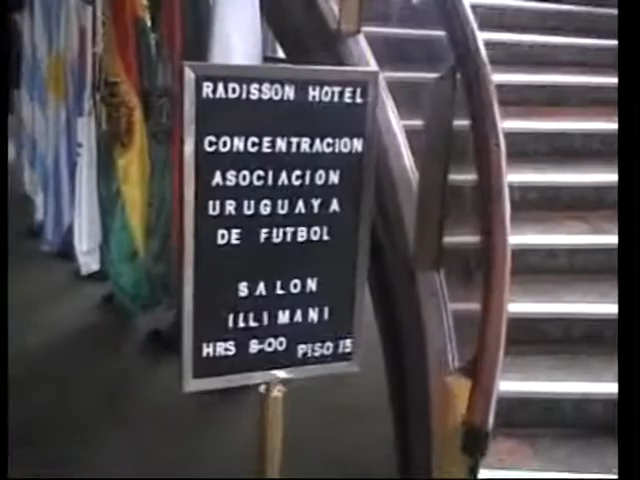 RADISSON HOTEL
CONCENTRACION
ASOCIACION
URUGUAYA
DE FUTBOL
SALON
ILLIMANI
HRS 8-00 PISO 15